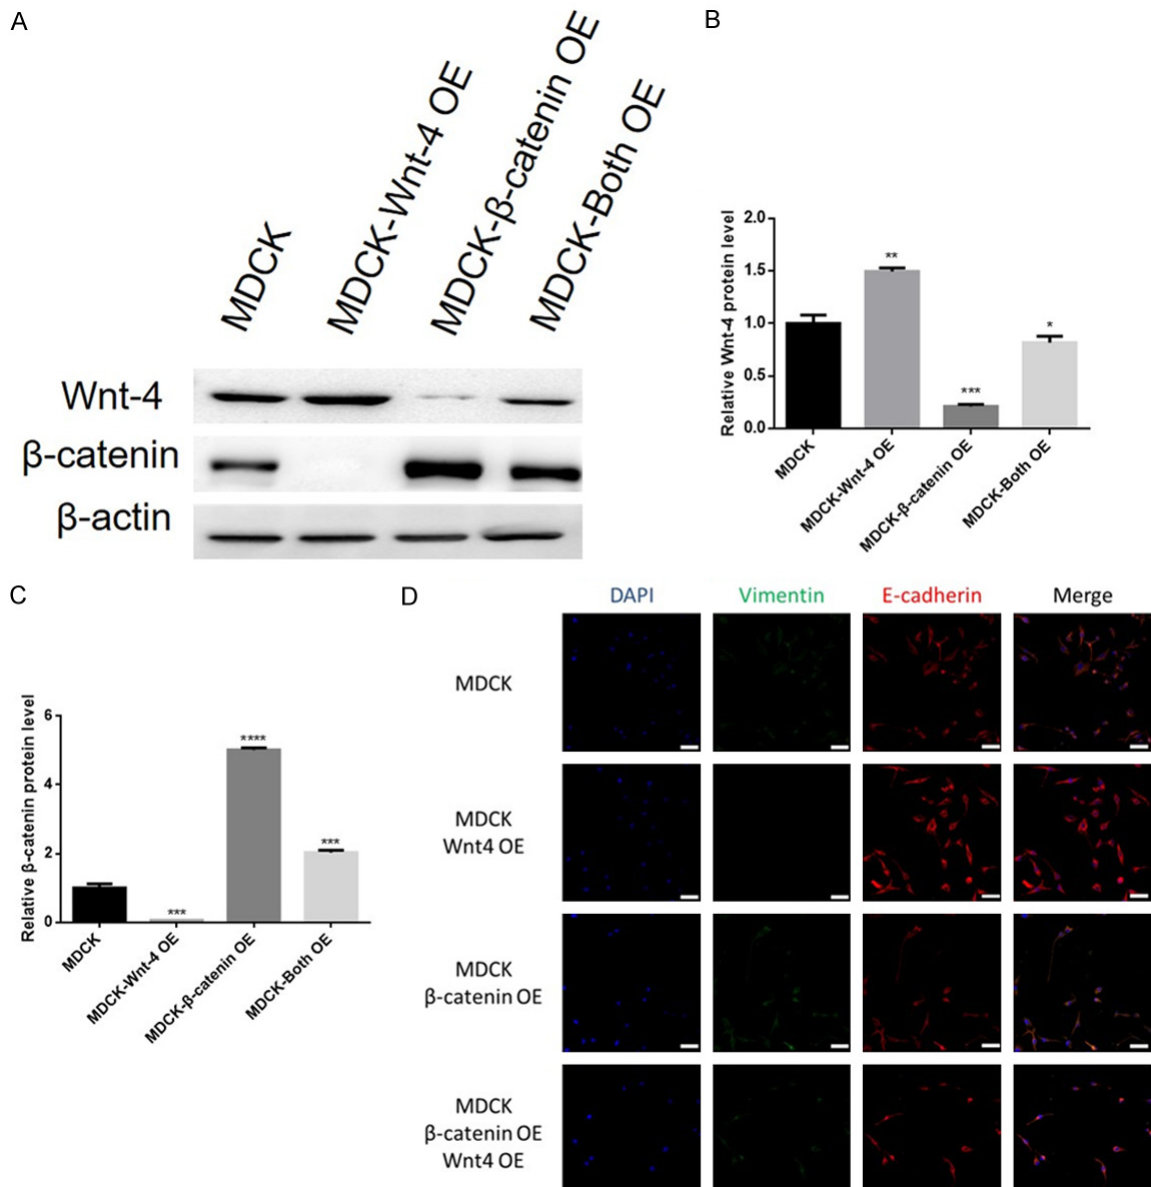 A
MDCK
MDCK-Wnt-4 OE
MDCK-β-catenin OE
MDCK-Both OE
Wnt-4
β-catenin
β-actin
B
Relative Wnt-4 protein level
2.0
1.5
1.0
0.5
0.0
**
***
*
MDCK
MDCK-Wnt-4 OE
MDCK-β-catenin OE
MDCK-Both OE
C
Relative β-catenin protein level
6
4
2
0
***
****
***
MDCK
MDCK-Wnt-4 OE
MDCK-β-catenin OE
MDCK-Both OE
D
DAPI Vimentin E-cadherin Merge
MDCK
MDCK
Wnt4 OE
MDCK
β-catenin OE
MDCK
β-catenin OE
Wnt4 OE